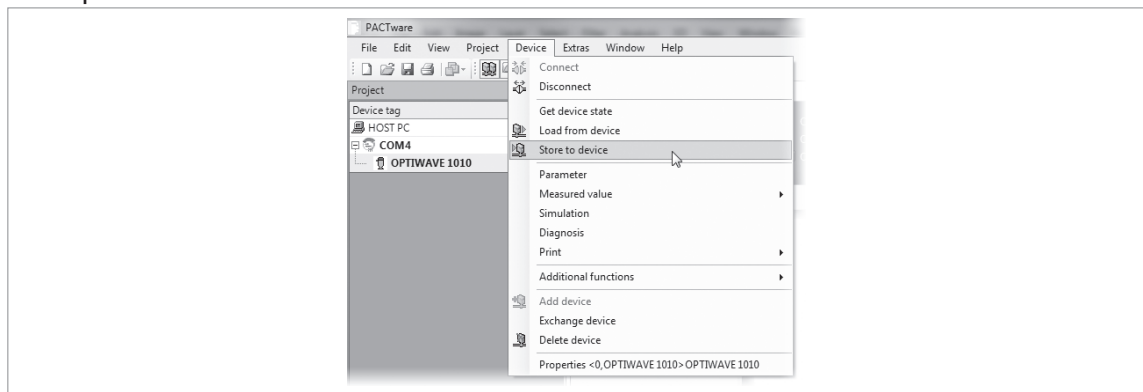 PACTware
File Edit View Project Device Extras Window Help
Connect
Project
Disconnect
Device tag
Get device state
HOST PC
Load from device
COM4
Store to device
OPTIWAVE 1010
Parameter
Measured value
Simulation
Diagnosis
Print
Additional functions
Add device
Exchange device
Delete device
Properties <0,OPTIWAVE 1010>OPTIWAVE 1010